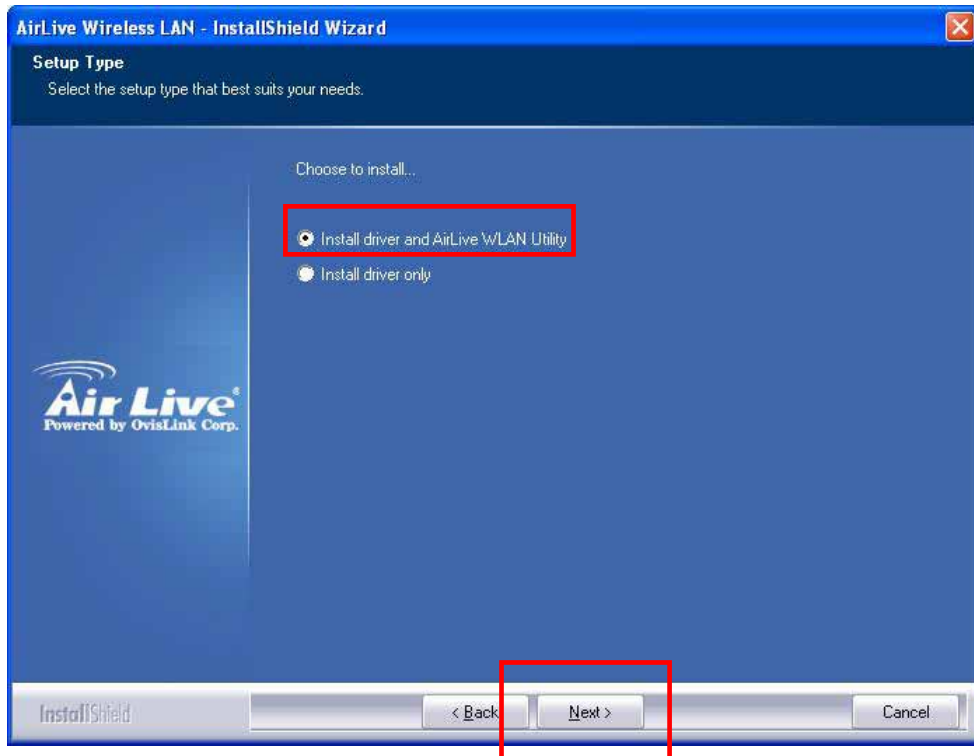 AirLive Wireless LAN - InstallShield Wizard
Setup Type
Select the setup type that best suits your needs.
Choose to install...
Install driver and AirLive WLAN Utility
Install driver only
Air Live®
Powered by OvisLink Corp.
InstallShield
< Back
Next >
Cancel